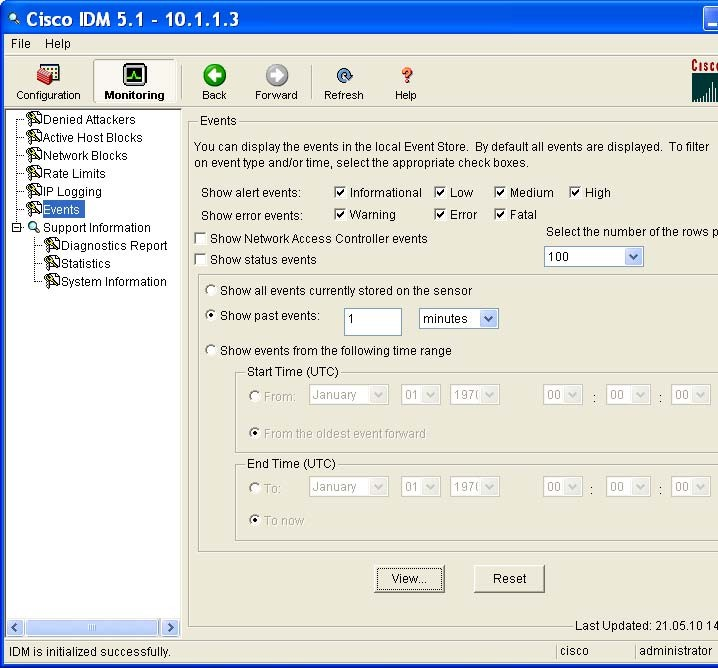 Cisco IDM 5.1 - 10.1.1.3
File Help
Configuration Monitoring Back Forward Refresh Help
Denied Attackers
Active Host Blocks
Network Blocks
Rate Limits
IP Logging
Events
Support Information
Diagnostics Report
Statistics
System Information
Events
You can display the events in the local Event Store. By default all events are displayed. To filter
on event type and/or time, select the appropriate check boxes.
Show alert events: Informational Low Medium High
Show error events: Warning Error Fatal
Show Network Access Controller events
Select the number of the rows p
Show status events
100
Show all events currently stored on the sensor
Show past events: 1 minutes
Show events from the following time range
Start Time (UTC)
From: January 01 197 00 : 00 : 00
From the oldest event forward
End Time (UTC)
To: January 01 197 00 : 00 : 00
To now
View... Reset
Last Updated: 21.05.10 14
IDM is initialized successfully. cisco administrator